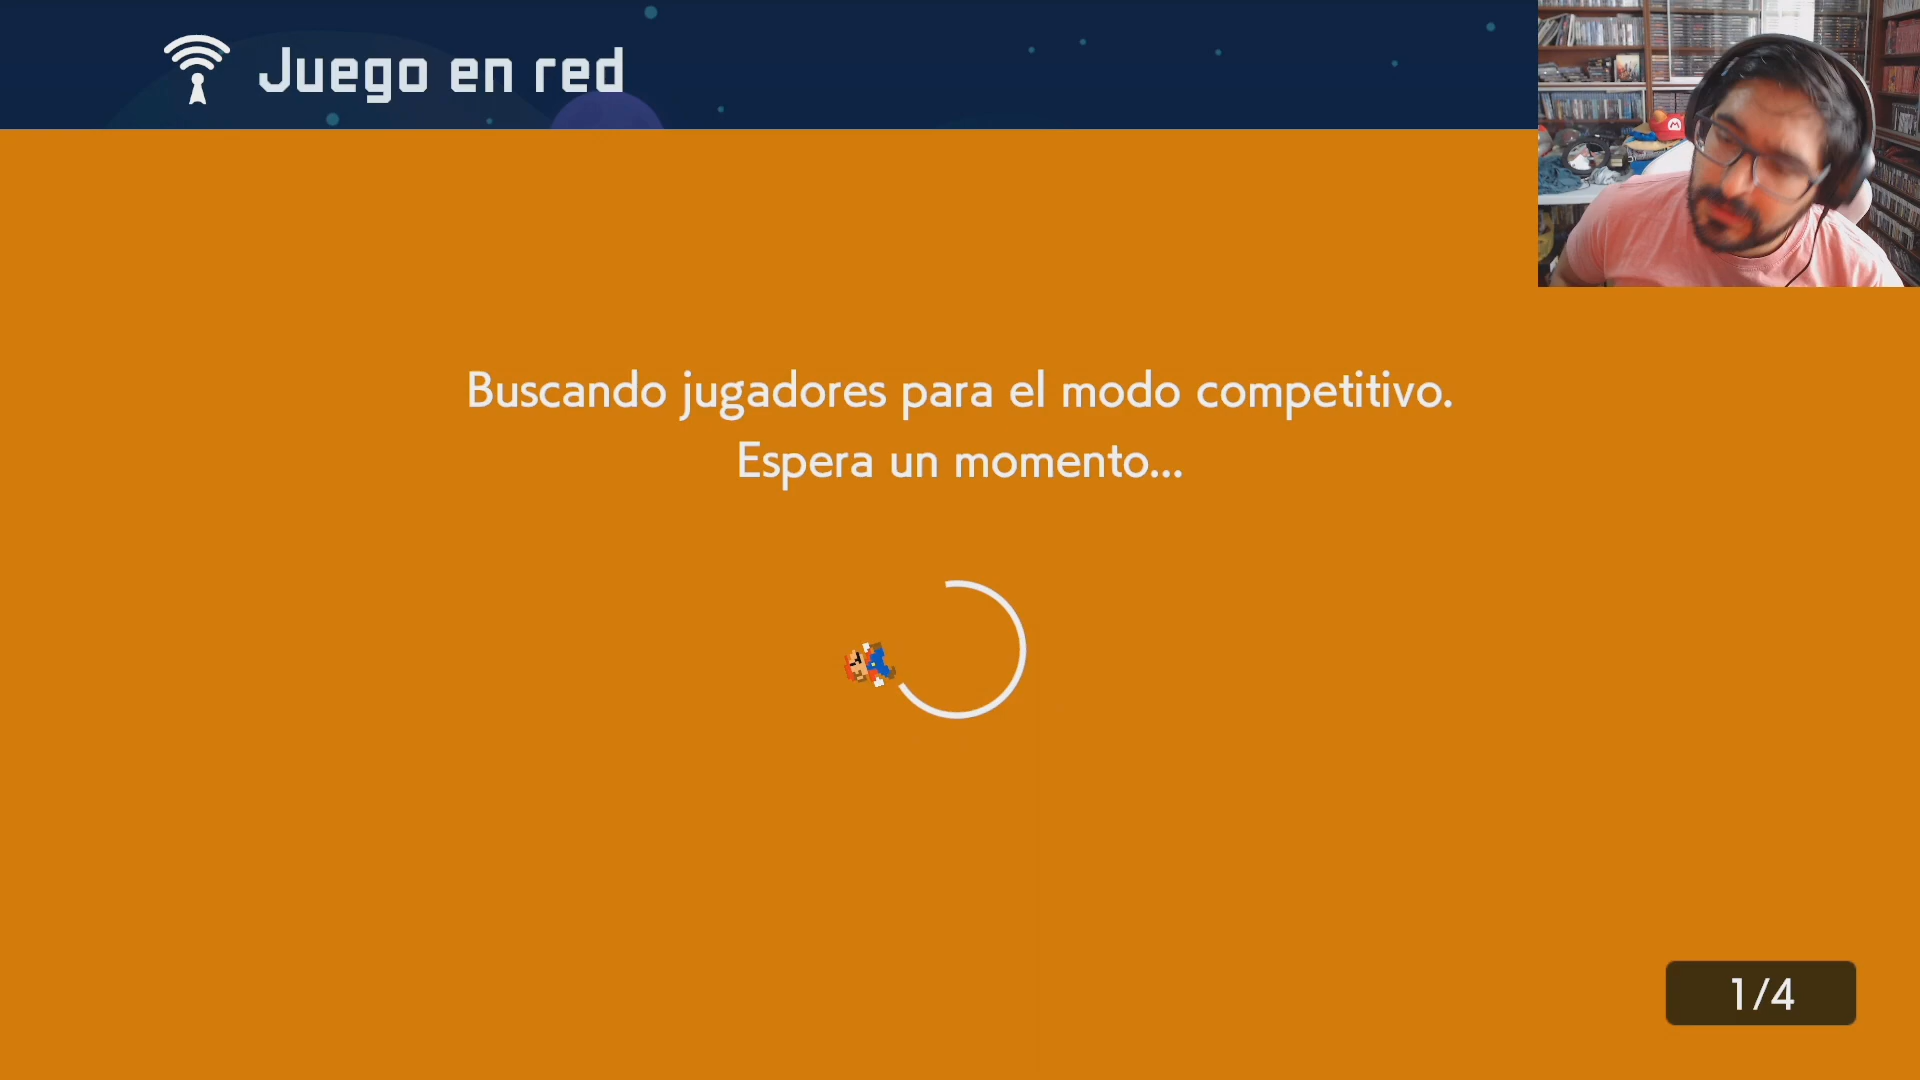 Juego en red
Buscando jugadores para el modo competitivo.
Espera un momento...
1/4